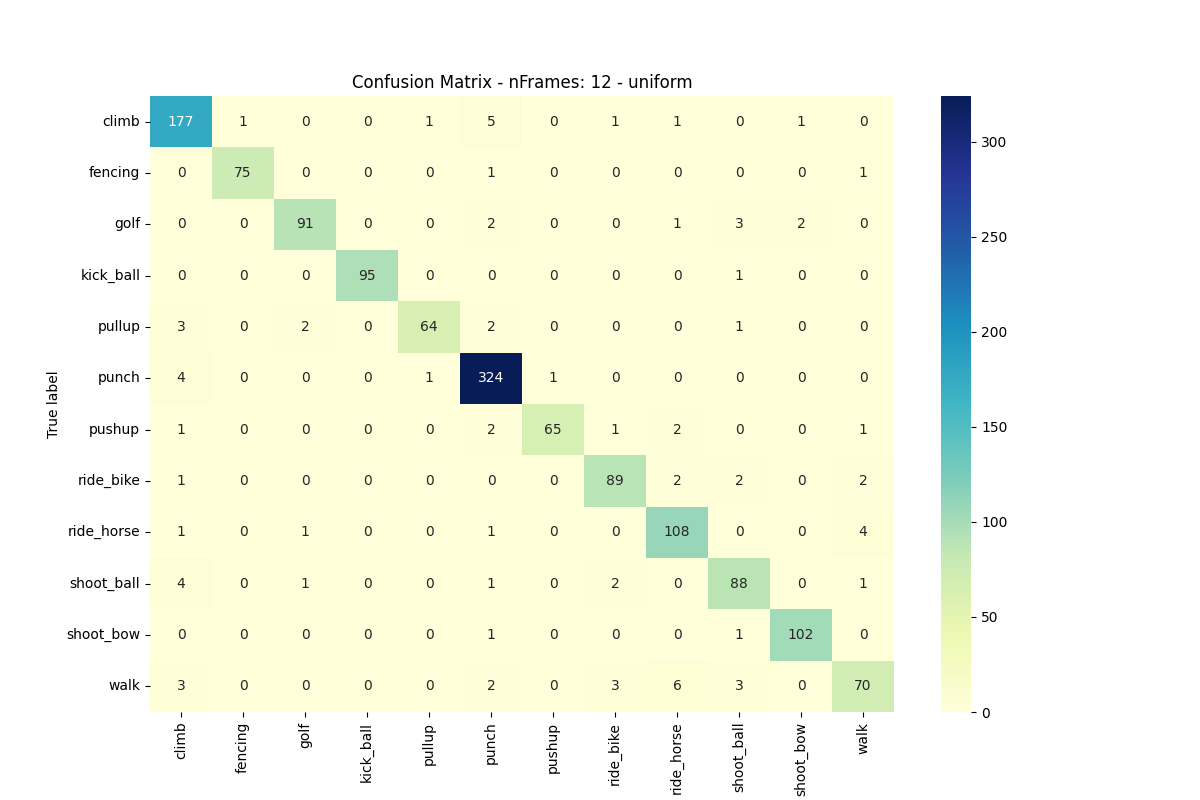 Confusion Matrix - nFrames: 12 - uniform
climb 177 1 0 0 1 5 0 1 1 0 1 0
fencing 0 75 0 0 0 1 0 0 0 0 0 1
golf 0 0 91 0 0 2 0 0 1 3 2 0
kick_ball 0 0 0 95 0 0 0 0 0 1 0 0
pullup 3 0 2 0 64 2 0 0 0 1 0 0
punch 4 0 0 0 1 324 1 0 0 0 0 0
pushup 1 0 0 0 0 2 65 1 2 0 0 1
ride_bike 1 0 0 0 0 0 0 89 2 2 0 2
ride_horse 1 0 1 0 0 1 0 0 108 0 0 4
shoot_ball 4 0 1 0 0 1 0 2 0 88 0 1
shoot_bow 0 0 0 0 0 1 0 0 0 1 102 0
walk 3 0 0 0 0 2 0 3 6 3 0 70
True label
climb fencing golf kick_ball pullup punch pushup ride_bike ride_horse shoot_ball shoot_bow walk
300
250
200
150
100
50
0